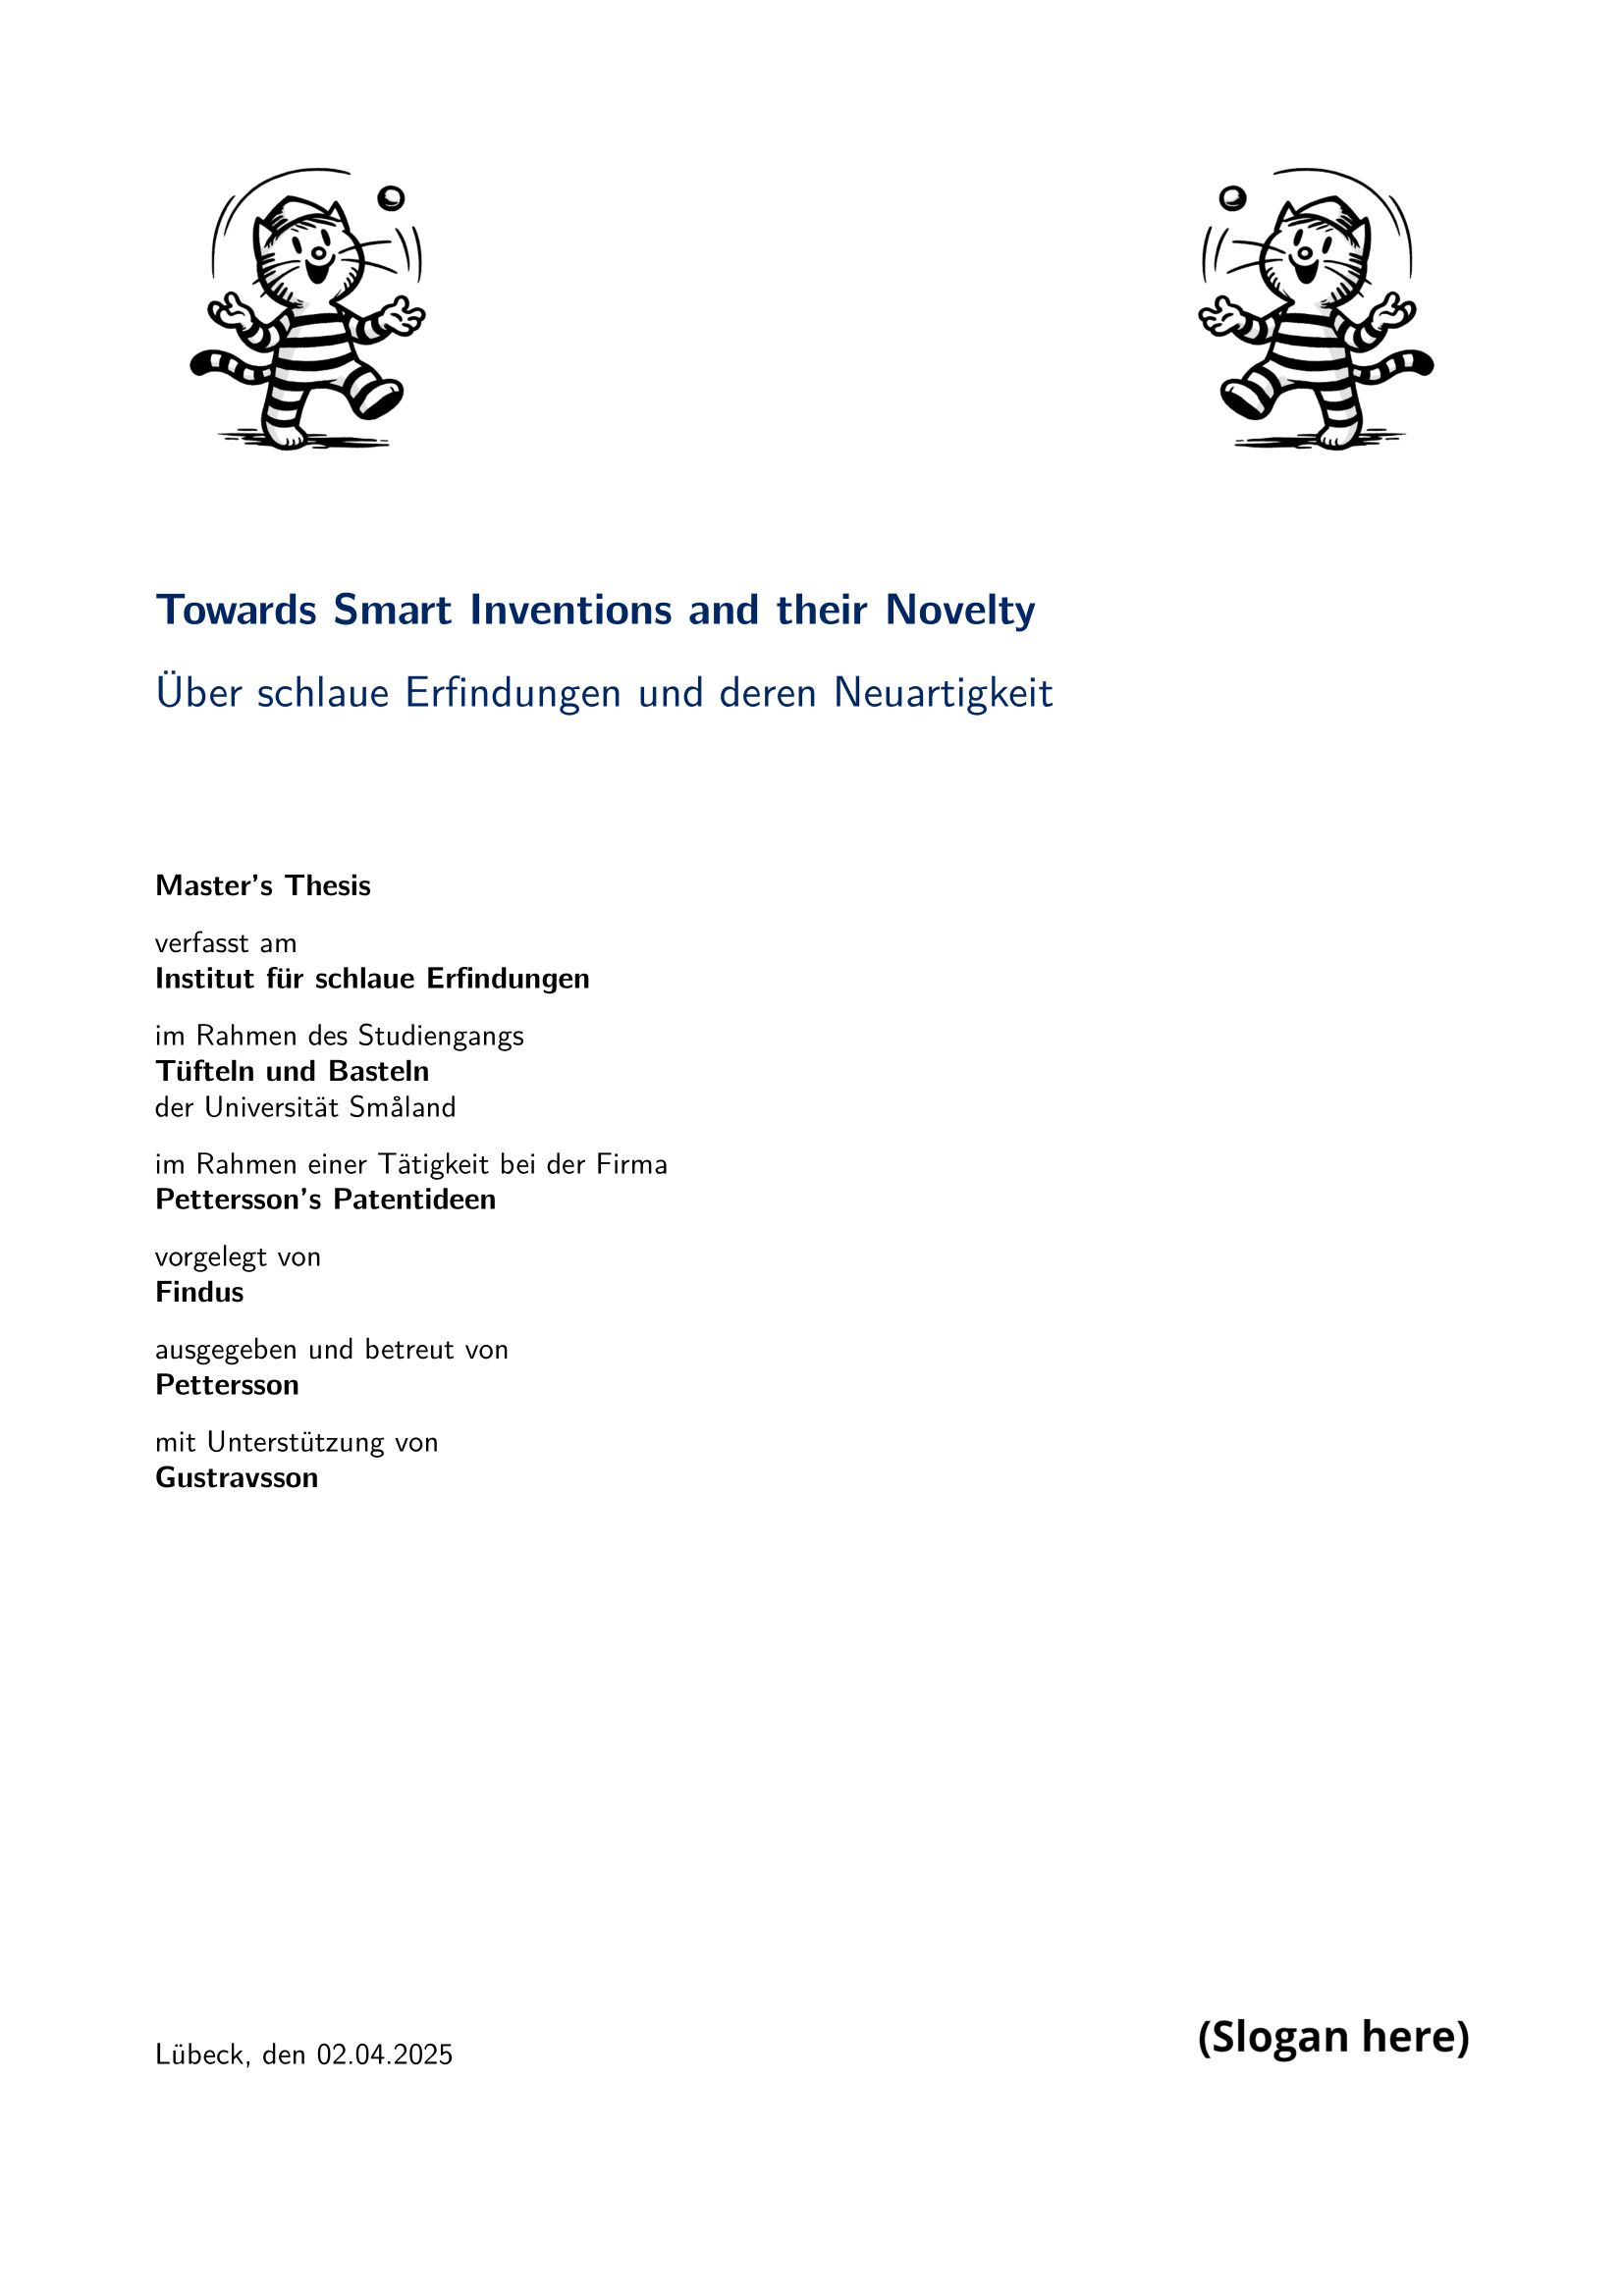 Towards Smart Inventions and their Novelty
Über schlaue Erfindungen und deren Neuartigkeit
Master's Thesis
verfasst am
Institut für schlaue Erfindungen
im Rahmen des Studiengangs
Tüfteln und Basteln
der Universität Småland
im Rahmen einer Tätigkeit bei der Firma
Pettersson's Patentideen
vorgelegt von
Findus
ausgegeben und betreut von
Pettersson
mit Unterstützung von
Gustravsson
Lübeck, den 02.04.2025
(Slogan here)